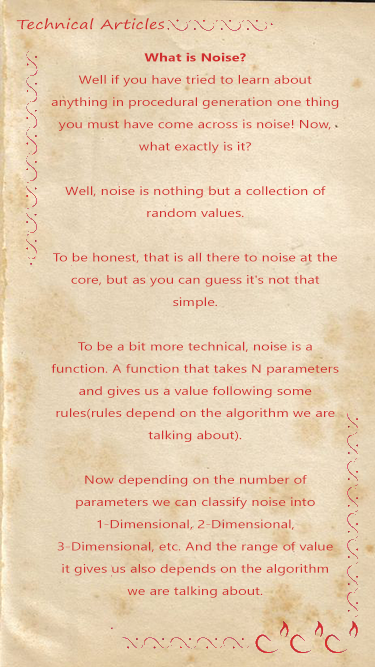 Technical Articles
What is Noise?
Well if you have tried to learn about
anything in procedural generation one thing
you must have come across is noise! Now,
what exactly is it?
Well, noise is nothing but a collection of
random values.
To be honest, that is all there to noise at the
core, but as you can guess it's not that
simple.
To be a bit more technical, noise is a
function. A function that takes N parameters
and gives us a value following some
rules(rules depend on the algorithm we are
talking about).
Now depending on the number of
parameters we can classify noise into
1-Dimensional, 2-Dimensional,
3-Dimensional, etc. And the range of value
it gives us also depends on the algorithm
we are talking about.